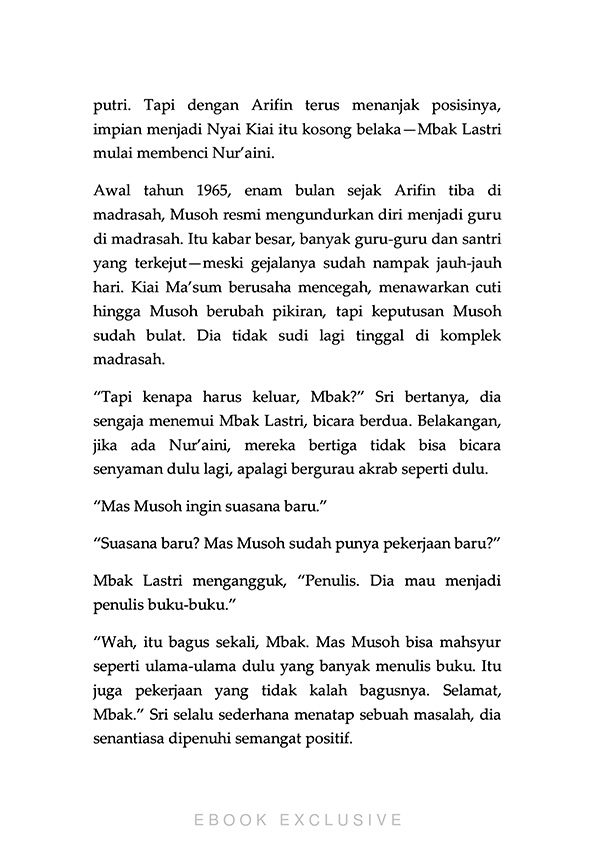 putri. Tapi dengan Arifin terus menanjak posisinya,
impian menjadi Nyai Kiai itu kosong belaka—Mbak Lastri
mulai membenci Nur’aini.
Awal tahun 1965, enam bulan sejak Arifin tiba di
madrasah, Musoh resmi mengundurkan diri menjadi guru
di madrasah. Itu kabar besar, banyak guru-guru dan santri
yang terkejut—meski gejalanya sudah nampak jauh-jauh
hari. Kiai Ma’sum berusaha mencegah, menawarkan cuti
hingga Musoh berubah pikiran, tapi keputusan Musoh
sudah bulat. Dia tidak sudi lagi tinggal di komplek
madrasah.
“Tapi kenapa harus keluar, Mbak?” Sri bertanya, dia
sengaja menemui Mbak Lastri, bicara berdua. Belakangan,
jika ada Nur’aini, mereka bertiga tidak bisa bicara
senyaman dulu lagi, apalagi bergurau akrab seperti dulu.
“Mas Musoh ingin suasana baru.”
“Suasana baru? Mas Musoh sudah punya pekerjaan baru?”
Mbak Lastri mengangguk, “Penulis. Dia mau menjadi
penulis buku-buku.”
“Wah, itu bagus sekali, Mbak. Mas Musoh bisa mahsyur
seperti ulama-ulama dulu yang banyak menulis buku. Itu
juga pekerjaan yang tidak kalah bagusnya. Selamat,
Mbak.” Sri selalu sederhana menatap sebuah masalah, dia
senantiasa dipenuhi semangat positif.
EBOOK EXCLUSIVE